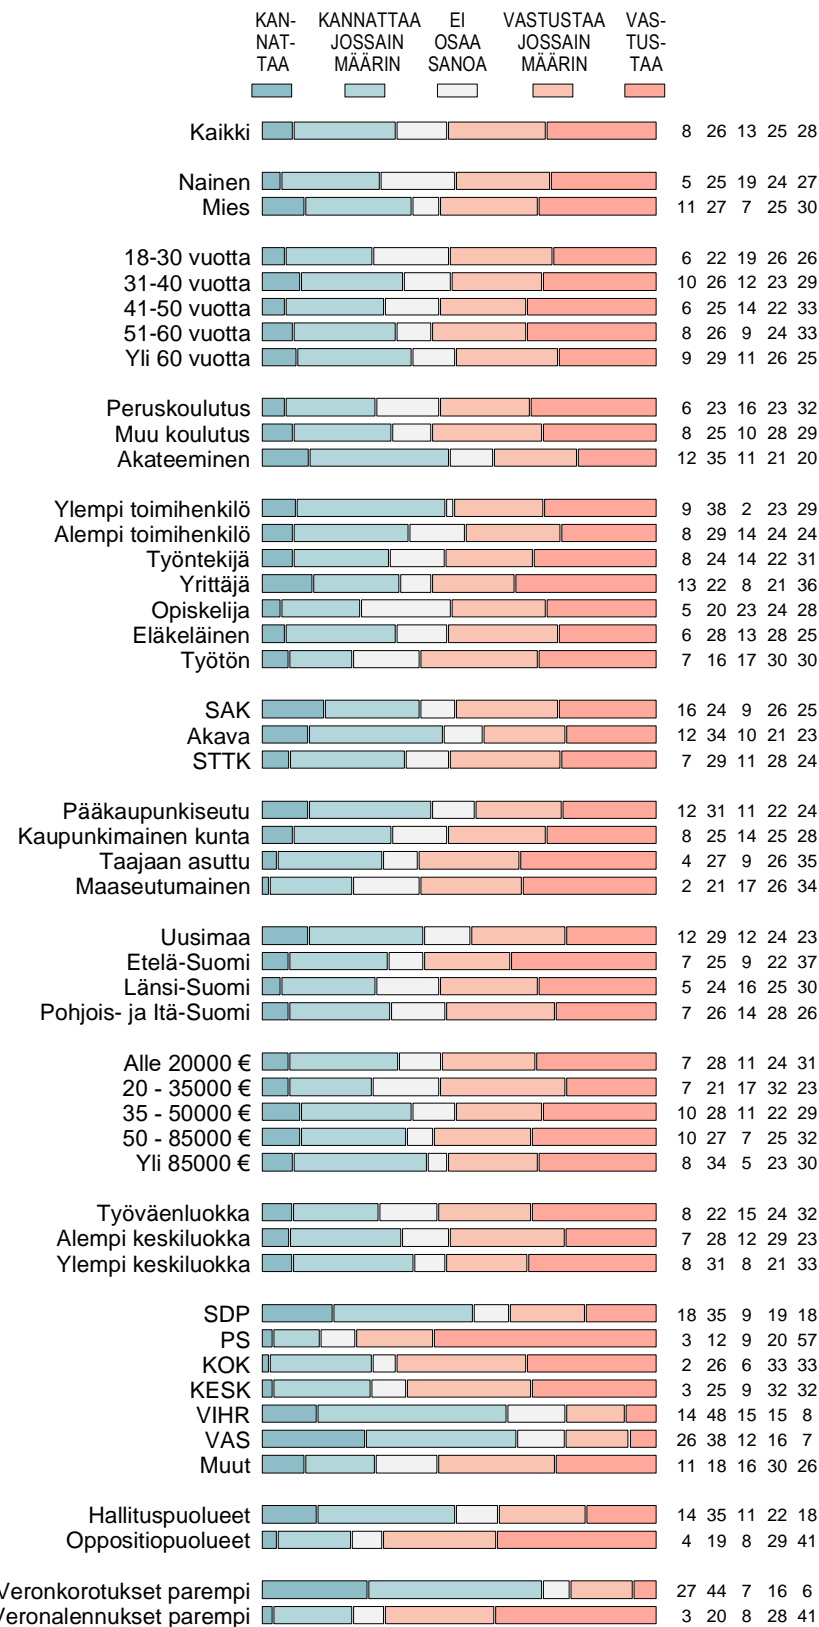 KAN- KANNATTAA EI VASTUSTAA VAS-
NAT- JOSSAIN OSAA JOSSAIN TUS-
TAA MÄÄRIN SANOA MÄÄRIN TAA
Kaikki 8 26 13 25 28
Nainen 5 25 19 24 27
Mies 11 27 7 25 30
18-30 vuotta 6 22 19 26 26
31-40 vuotta 10 26 12 23 29
41-50 vuotta 6 25 14 22 33
51-60 vuotta 8 26 9 24 33
Yli 60 vuotta 9 29 11 26 25
Peruskoulutus 6 23 16 23 32
Muu koulutus 8 25 10 28 29
Akateeminen 12 35 11 21 20
Ylempi toimihenkilö 9 38 2 23 29
Alempi toimihenkilö 8 29 14 24 24
Työntekijä 8 24 14 22 31
Yrittäjä 13 22 8 21 36
Opiskelija 5 20 23 24 28
Eläkeläinen 6 28 13 28 25
Työtön 7 16 17 30 30
SAK 16 24 9 26 25
Akava 12 34 10 21 23
STTK 7 29 11 28 24
Pääkaupunkiseutu 12 31 11 22 24
Kaupunkimainen kunta 8 25 14 25 28
Taajaan asuttu 4 27 9 26 35
Maaseutumainen 2 21 17 26 34
Uusimaa 12 29 12 24 23
Etelä-Suomi 7 25 9 22 37
Länsi-Suomi 5 24 16 25 30
Pohjois- ja Itä-Suomi 7 26 14 28 26
Alle 20000 € 7 28 11 24 31
20 - 35000 € 7 21 17 32 23
35 - 50000 € 10 28 11 22 29
50 - 85000 € 10 27 7 25 32
Yli 85000 € 8 34 5 23 30
Työväenluokka 8 22 15 24 32
Alempi keskiluokka 7 28 12 29 23
Ylempi keskiluokka 8 31 8 21 33
SDP 18 35 9 19 18
PS 3 12 9 20 57
KOK 2 26 6 33 33
KESK 3 25 9 32 32
VIHR 14 48 15 15 8
VAS 26 38 12 16 7
Muut 11 18 16 30 26
Hallituspuolueet 14 35 11 22 18
Oppositiopuolueet 4 19 8 29 41
Veronkorotukset parempi 27 44 7 16 6
Veronalennukset parempi 3 20 8 28 41